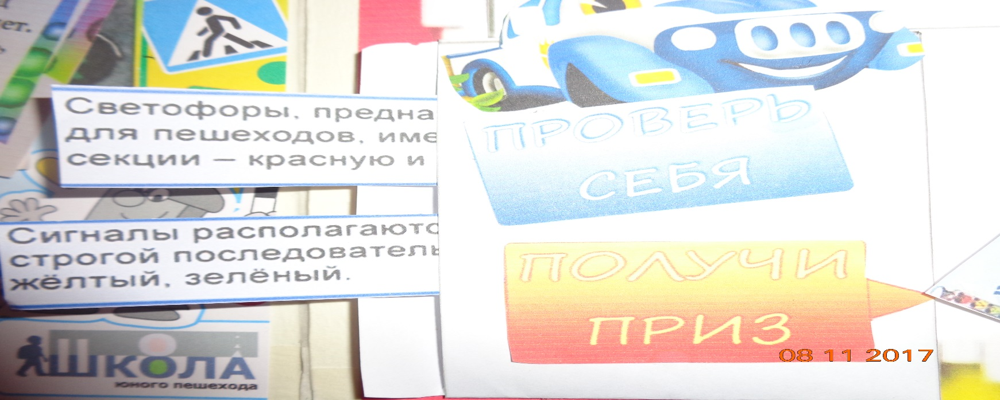 ет.
Светофоры, предна
для пешеходов, име
секции – красную и
Сигналы располагаютс
строгой последователь
жёлтый, зелёный.
ШКОЛА
юного пешехода
ПРОВЕРЬ
СЕБЯ
ПОЛУЧИ
ПРИЗ
08 11 2017